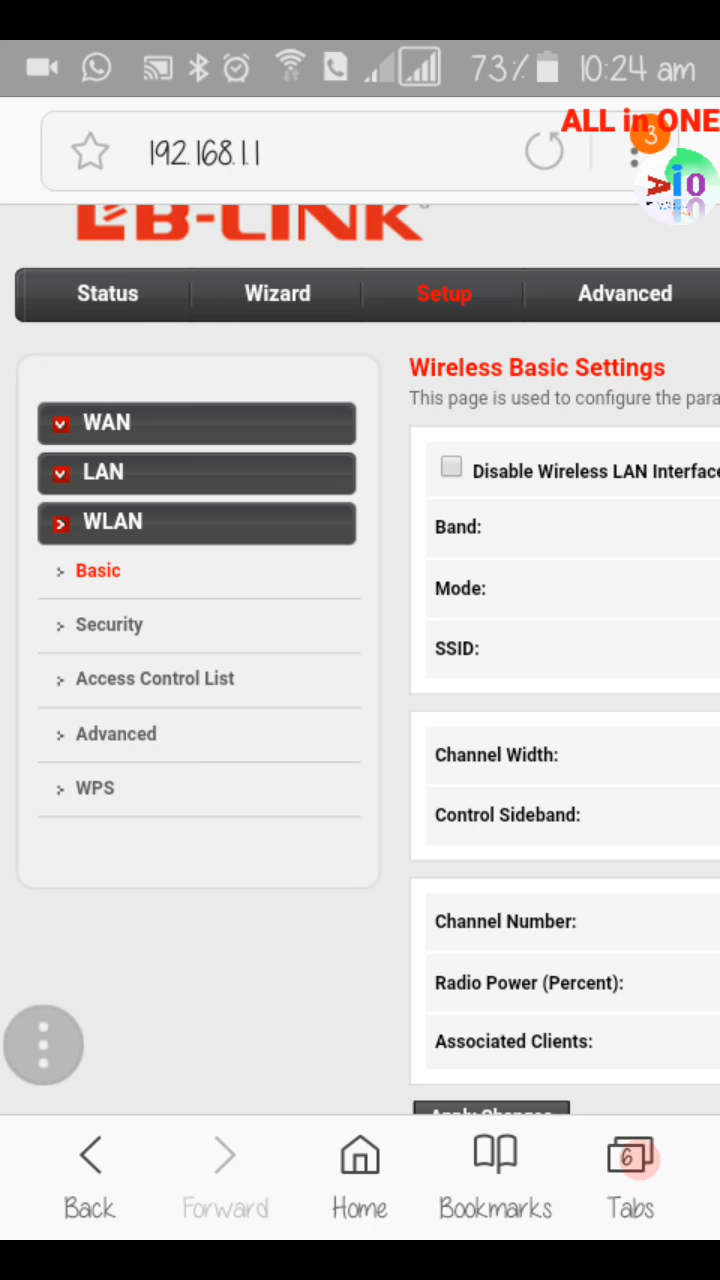 73% 10:24 am
ALL in ONE
192.168.1.1
3
Aio
LB-LINK
Status Wizard Setup Advanced
Wireless Basic Settings
This page is used to configure the para
WAN
LAN
WLAN
Basic
Security
Access Control List
Advanced
WPS
Disable Wireless LAN Interface
Band:
Mode:
SSID:
Channel Width:
Control Sideband:
Channel Number:
Radio Power (Percent):
Associated Clients:
Apply Changes
6
Back Forward Home Bookmarks Tabs